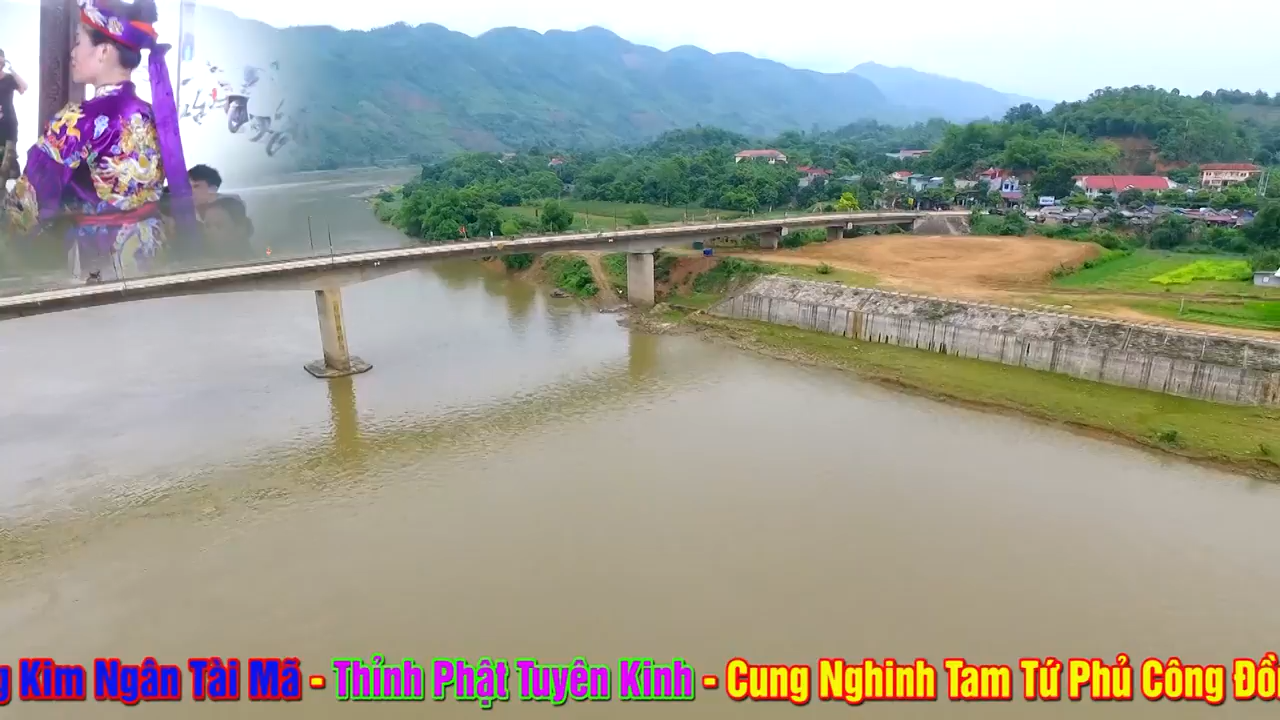 Kim Ngân Tài Mã - Thỉnh Phật Tuyên Kinh - Cung Nghinh Tam Tứ Phủ Công